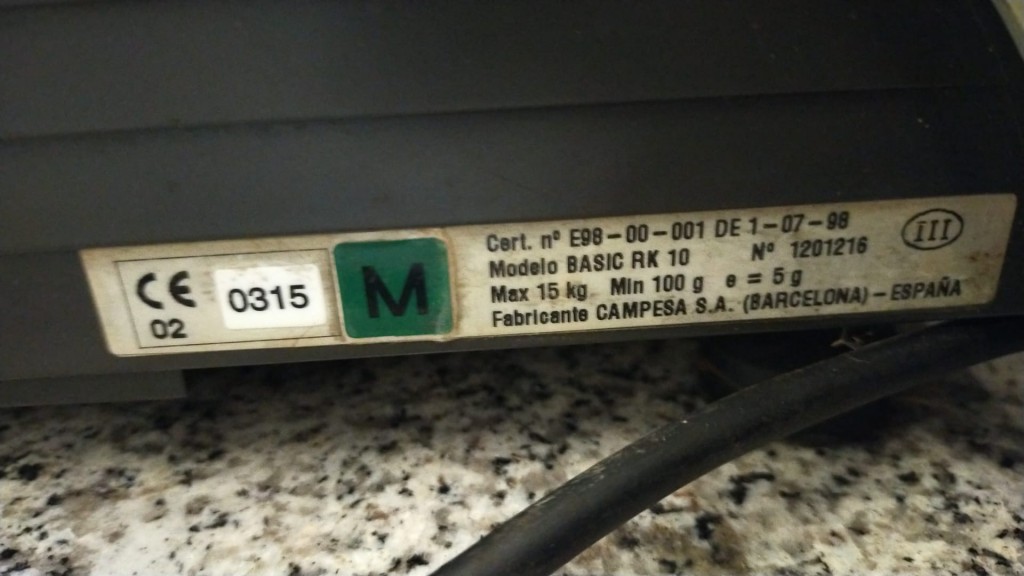 CE
02
0315
M
Cert. nº E98-00-001 DE 1-07-98
Modelo BASIC RK 10 Nº 1201216
Max 15 kg Min 100 g e = 5 g
Fabricante CAMPESA S.A. (BARCELONA) - ESPAÑA
III